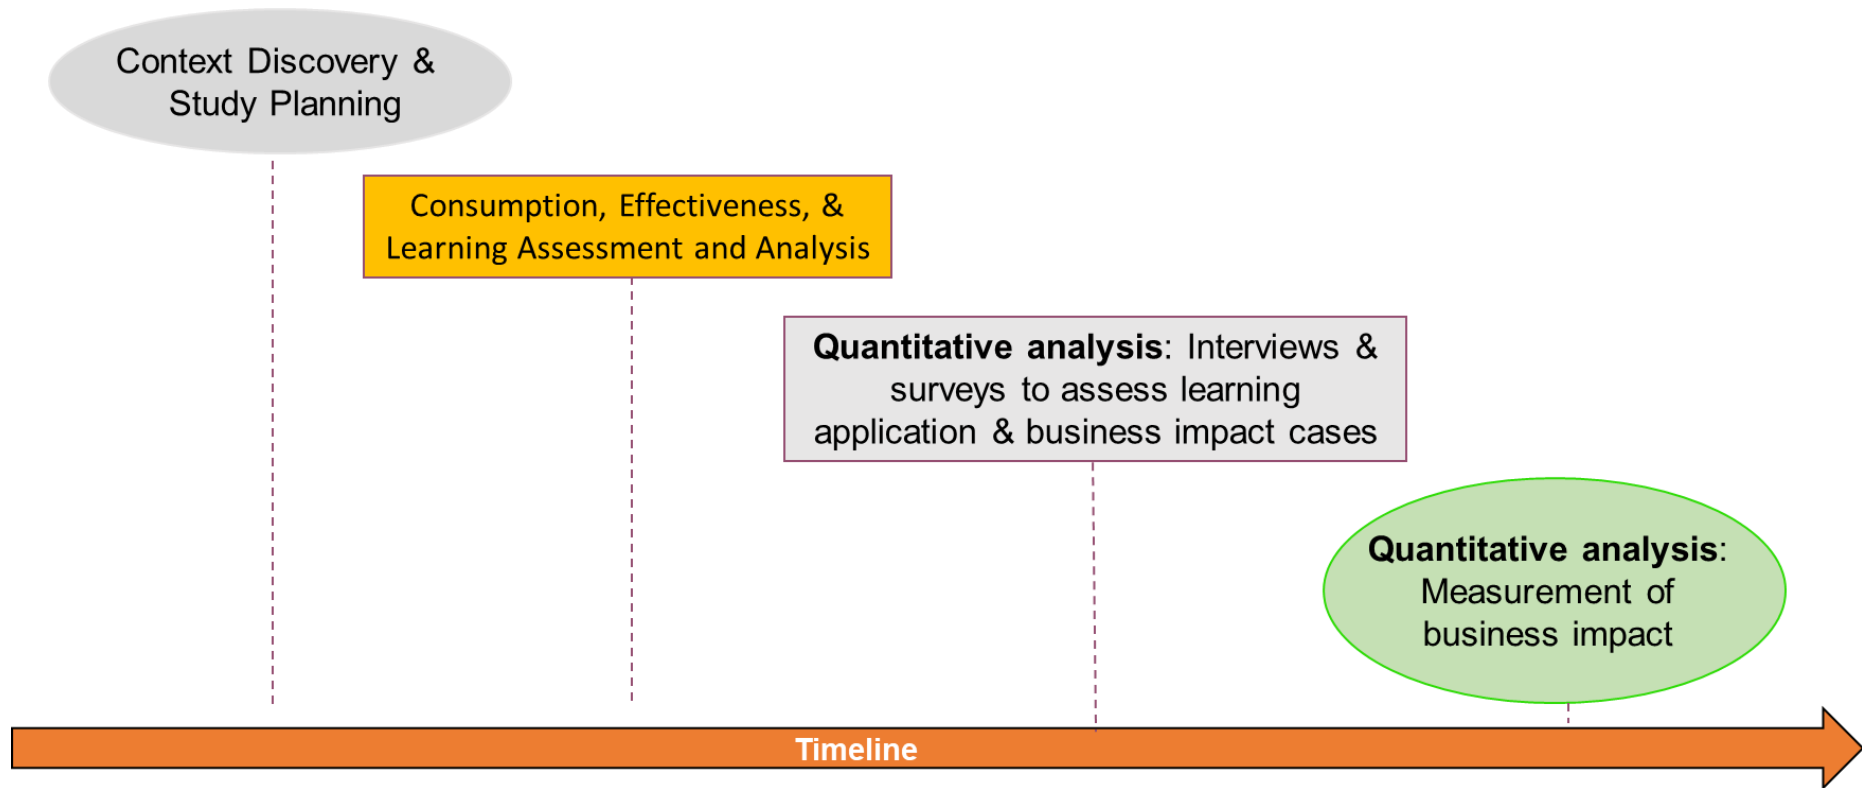 Context Discovery &
Study Planning
Consumption, Effectiveness, &
Learning Assessment and Analysis
Quantitative analysis: Interviews &
surveys to assess learning
application & business impact cases
Quantitative analysis:
Measurement of
business impact
Timeline